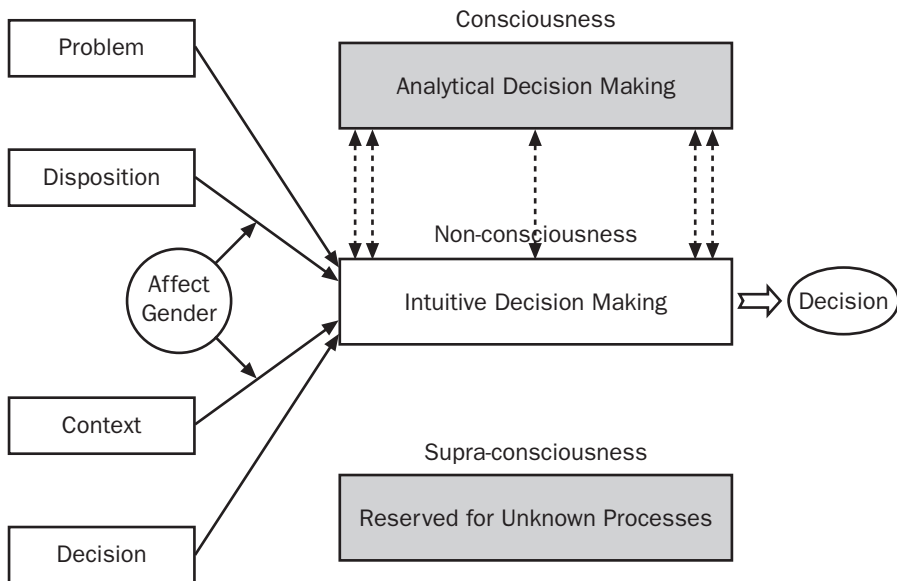 Consciousness
Problem
Analytical Decision Making
Disposition
Non-consciousness
Affect
Gender
Intuitive Decision Making
Decision
Context
Supra-consciousness
Reserved for Unknown Processes
Decision